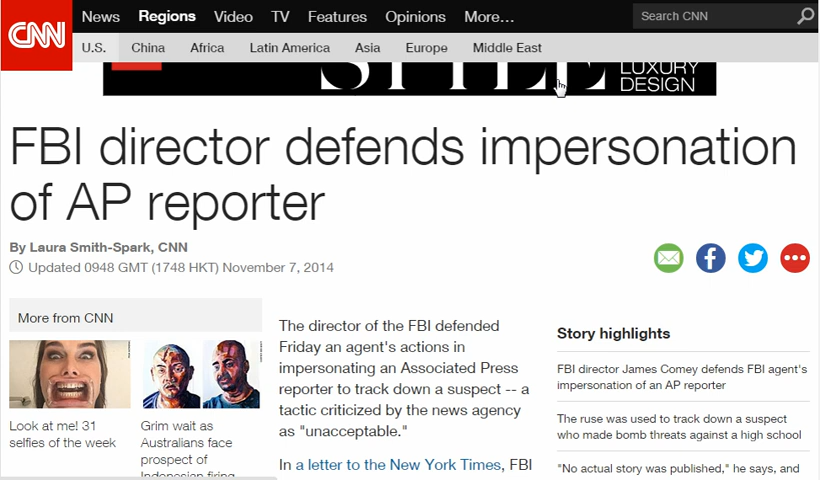 CNN
News Regions Video TV Features Opinions More... Search CNN
U.S. China Africa Latin America Asia Europe Middle East
STYLE LUXURY
DESIGN
FBI director defends impersonation
of AP reporter
By Laura Smith-Spark, CNN
Updated 0948 GMT (1748 HKT) November 7, 2014
More from CNN
Look at me! 31
selfies of the week
Grim wait as
Australians face
prospect of
Indonesian firing
The director of the FBI defended
Friday an agent's actions in
impersonating an Associated Press
reporter to track down a suspect -- a
tactic criticized by the news agency
as "unacceptable."
In a letter to the New York Times, FBI
Story highlights
FBI director James Comey defends FBI agent's
impersonation of an AP reporter
The ruse was used to track down a suspect
who made bomb threats against a high school
"No actual story was published," he says, and